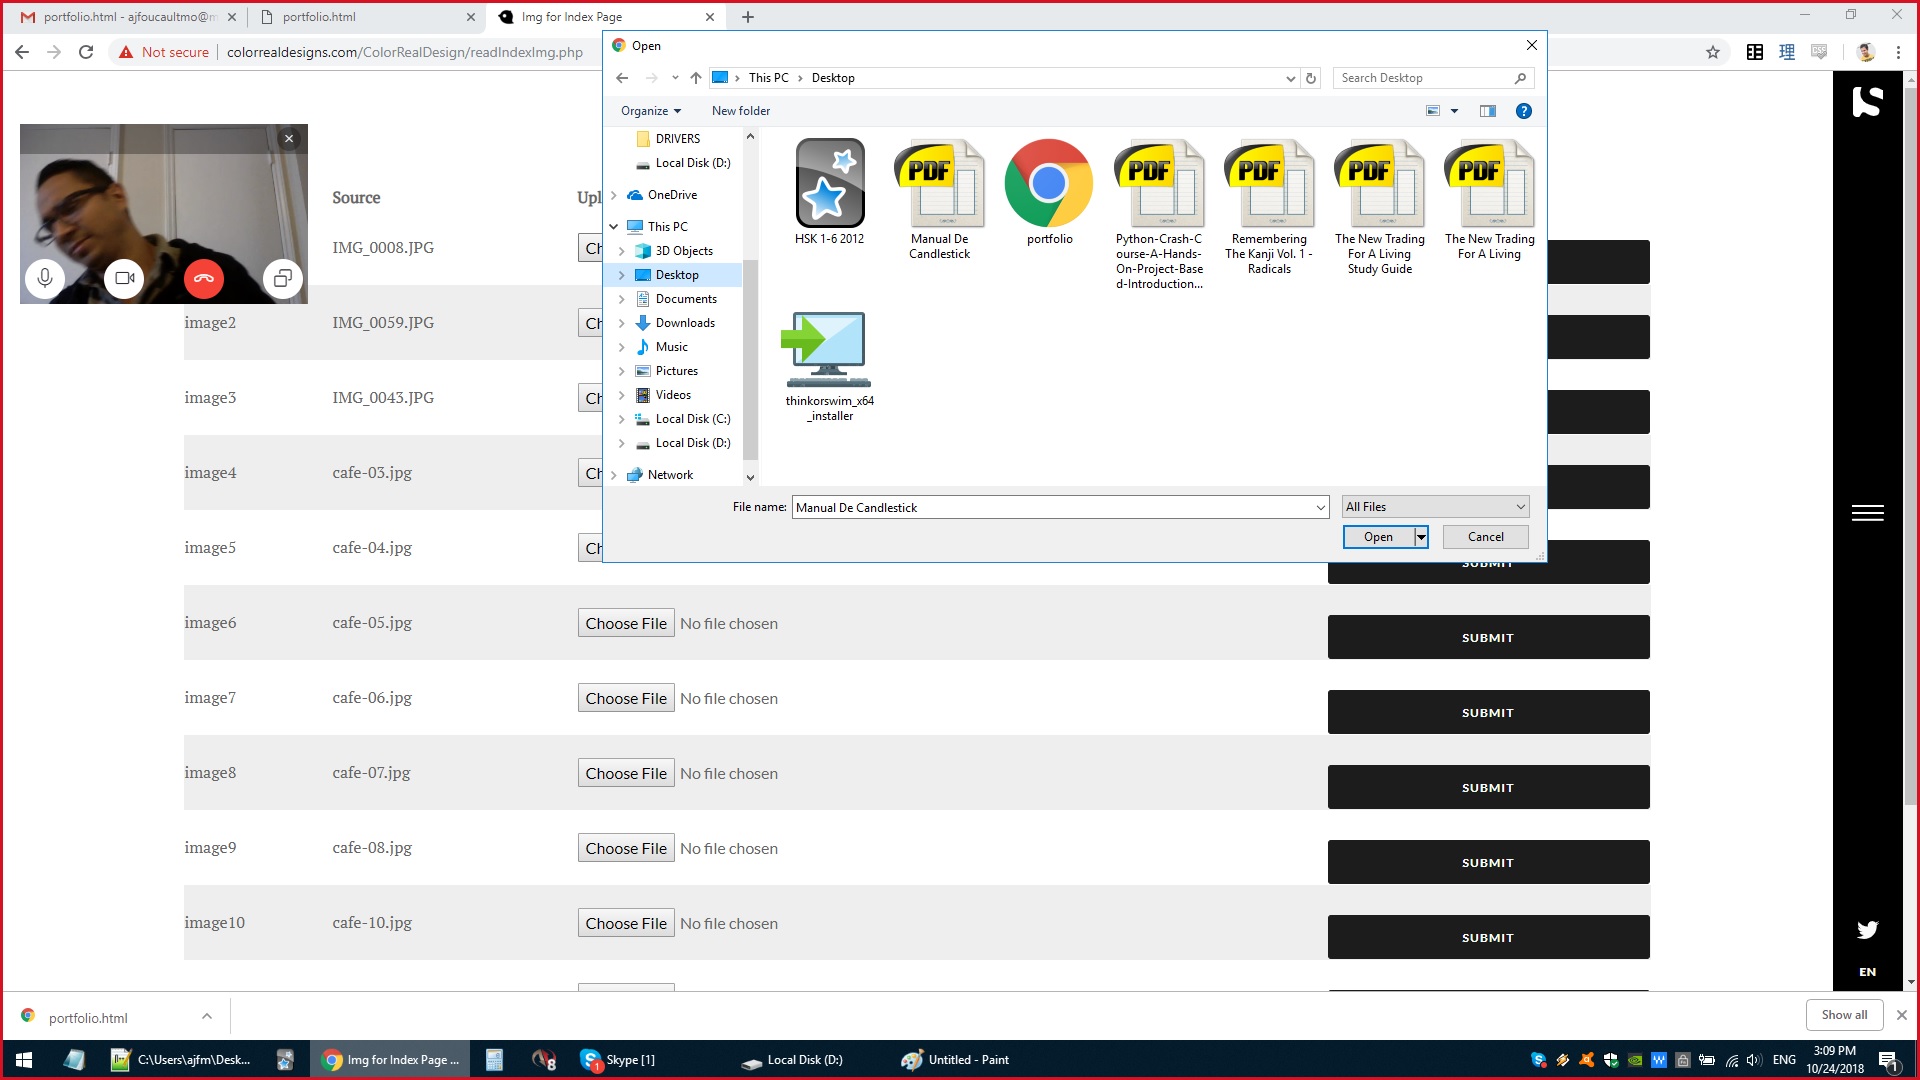 portfolio.html - ajfoucaultmo@m
portfolio.html
Img for Index Page
Not secure
colorrealdesigns.com/ColorRealDesign/readIndexImg.php
Open
This PC
Desktop
Search Desktop
Organize
New folder
DRIVERS
Local Disk (D:)
OneDrive
This PC
3D Objects
Desktop
Documents
Downloads
Music
Pictures
Videos
Local Disk (C:)
Local Disk (D:)
Network
HSK 1-6 2012
Manual De
Candlestick
portfolio
Python-Crash-C
ourse-A-Hands-
On-Project-Base
d-Introduction...
Remembering
The Kanji Vol. 1 -
Radicals
The New Trading
For A Living
Study Guide
The New Trading
For A Living
thinkorswim_x64
_installer
File name:
Manual De Candlestick
All Files
Open
Cancel
Source
Upl
IMG_0008.JPG
Ch
image2
IMG_0059.JPG
Ch
image3
IMG_0043.JPG
Ch
image4
cafe-03.jpg
Ch
image5
cafe-04.jpg
Ch
SUBMIT
image6
cafe-05.jpg
Choose File
No file chosen
SUBMIT
image7
cafe-06.jpg
Choose File
No file chosen
SUBMIT
image8
cafe-07.jpg
Choose File
No file chosen
SUBMIT
image9
cafe-08.jpg
Choose File
No file chosen
SUBMIT
image10
cafe-10.jpg
Choose File
No file chosen
SUBMIT
EN
portfolio.html
Show all
C:\Users\ajfm\Desk...
Img for Index Page ...
Skype [1]
Local Disk (D:)
Untitled - Paint
ENG
3:09 PM
10/24/2018